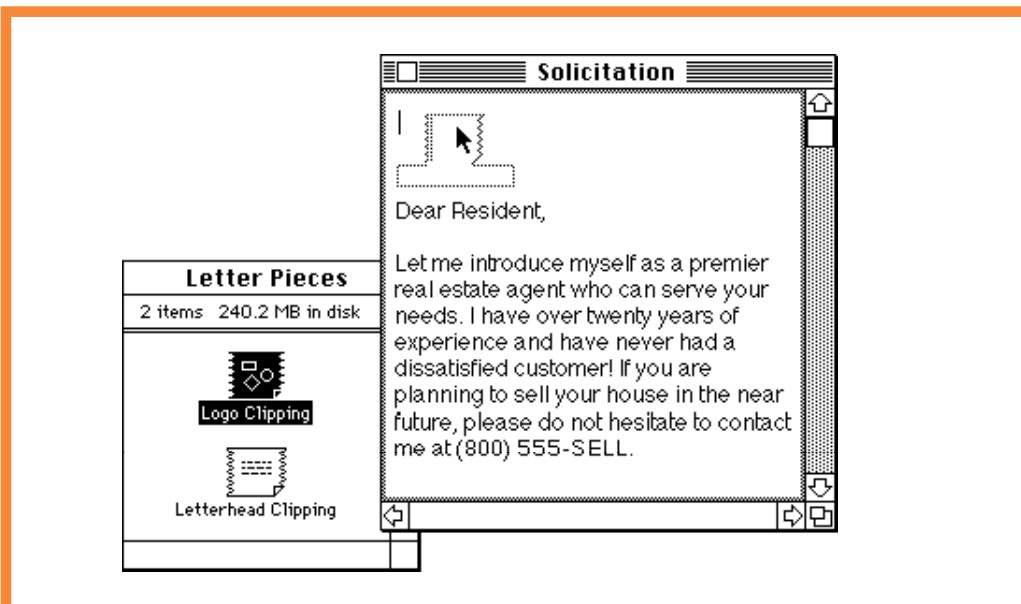 Solicitation
Dear Resident,
Let me introduce myself as a premier
real estate agent who can serve your
needs. I have over twenty years of
experience and have never had a
dissatisfied customer! If you are
planning to sell your house in the near
future, please do not hesitate to contact
me at (800) 555-SELL.
Letter Pieces
2 items 240.2 MB in disk
Logo Clipping
Letterhead Clipping